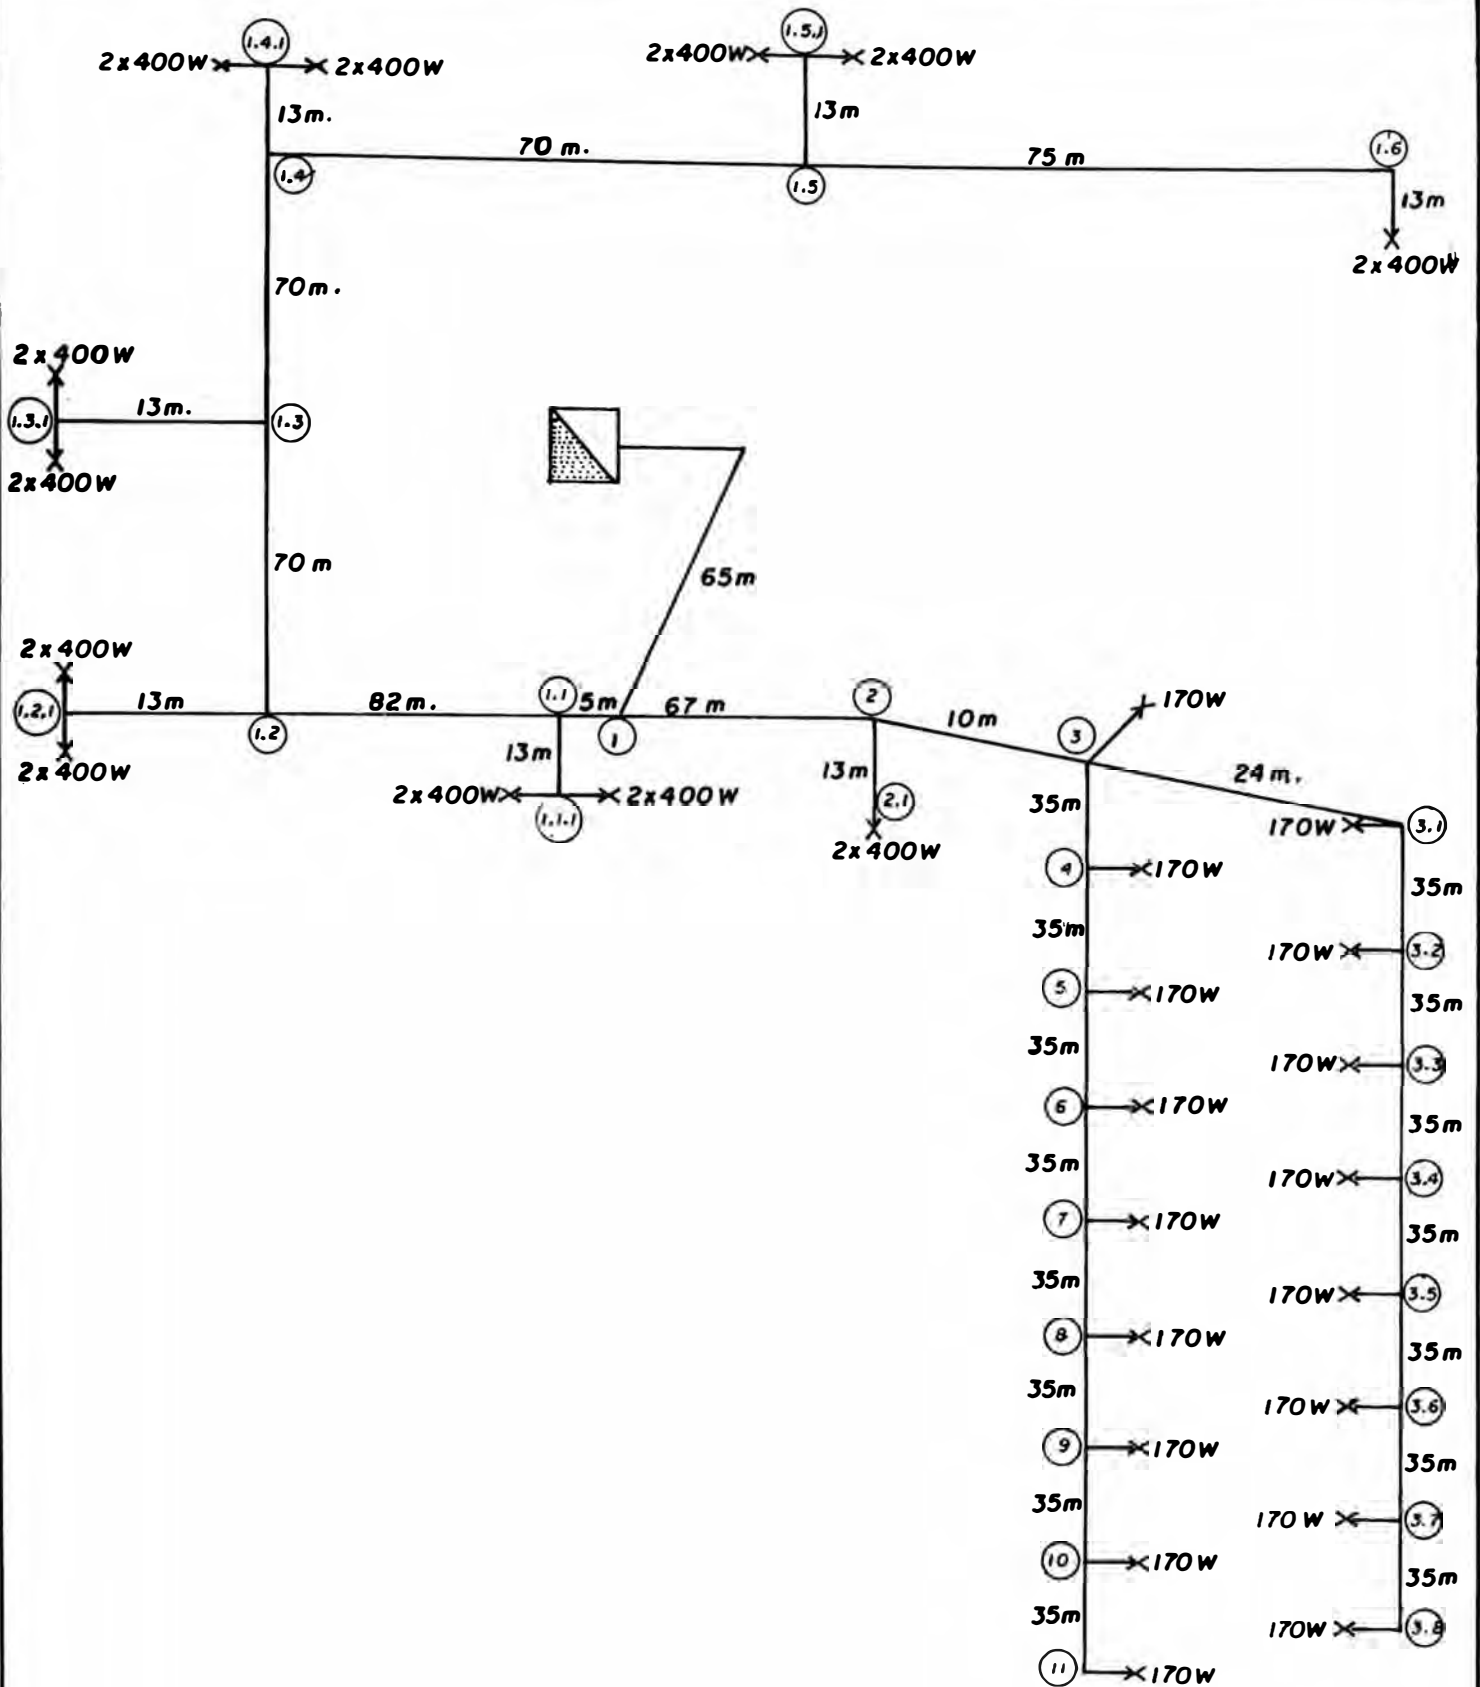 1.4.1
2x400W
2x400W
13m.
1.5.1
2x400W
2x400W
13m
70 m.
75 m
1.6
1.4
1.5
13m
2x400W
70m.
2x400W
1.3.1
13m.
1.3
2x400W
70 m
65m
2x400W
1.2.1
13m
1.2
82m.
1.1
5m
1
67 m
2
10m
3
170W
2x400W
13m
2x400W
2x400W
1.1.1
13m
2.1
2x400W
24m.
35m
170W
3.1
4
170W
35m
35m
170W
3.2
5
170W
35m
35m
170W
3.3
6
170W
35m
35m
170W
3.4
7
170W
35m
35m
170W
3.5
8
170W
35m
35m
170W
3.6
9
170W
35m
35m
170W
3.7
10
170W
35m
35m
170W
3.8
11
170W